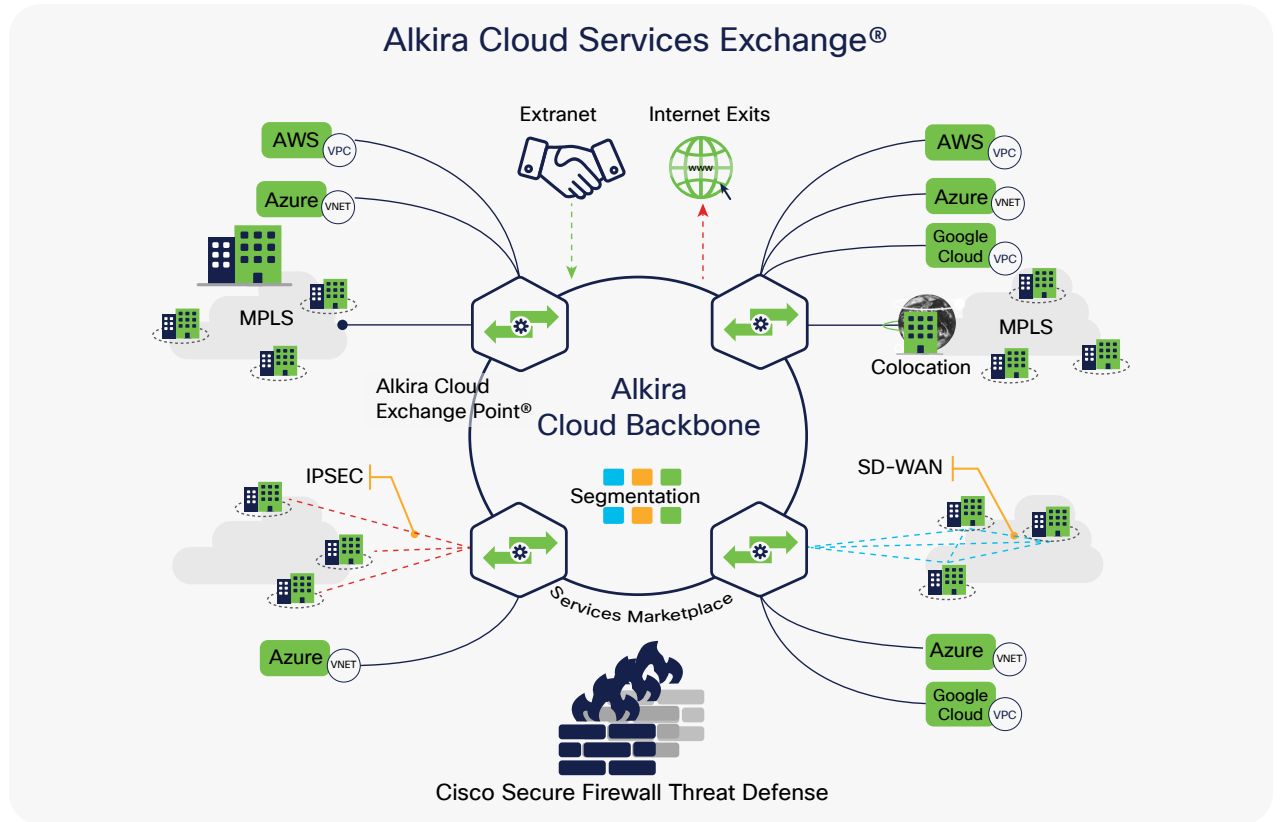 Alkira Cloud Services Exchange®
Extranet
Internet Exits
www
AWS
VPC
Azure
VNET
MPLS
AWS
VPC
Azure
VNET
Google
Cloud
VPC
MPLS
Colocation
Alkira Cloud
Exchange Point®
Alkira
Cloud Backbone
Segmentation
IPSEC
SD-WAN
Services Marketplace
Azure
VNET
Azure
VNET
Google
Cloud
VPC
Cisco Secure Firewall Threat Defense